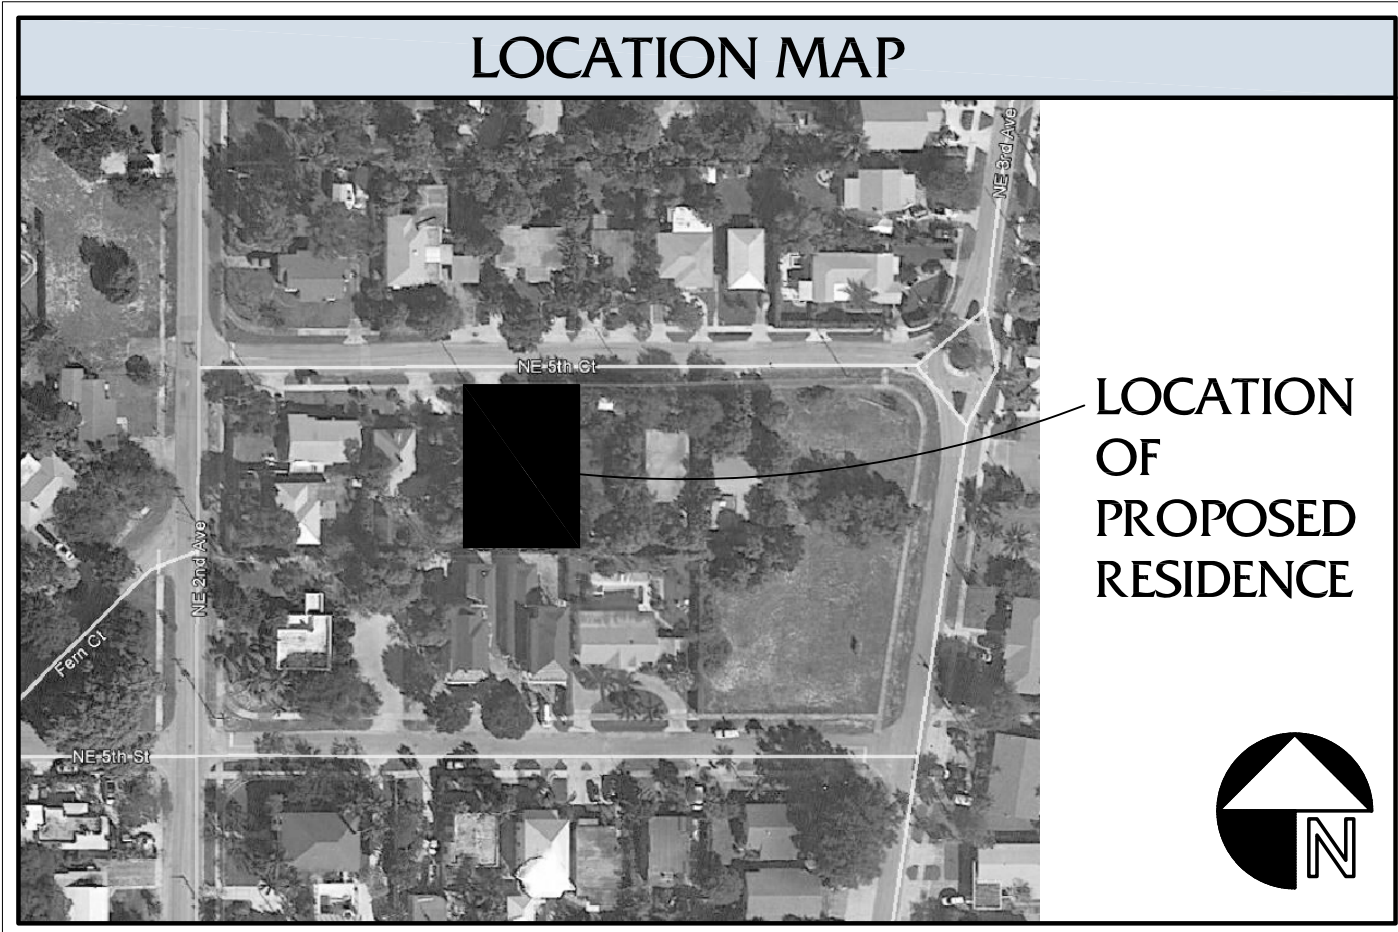 LOCATION MAP
NE 3rd Ave
NE 5th Ct
LOCATION
OF
PROPOSED
RESIDENCE
NE 2nd Ave
Fern Ct
NE 5th St
N